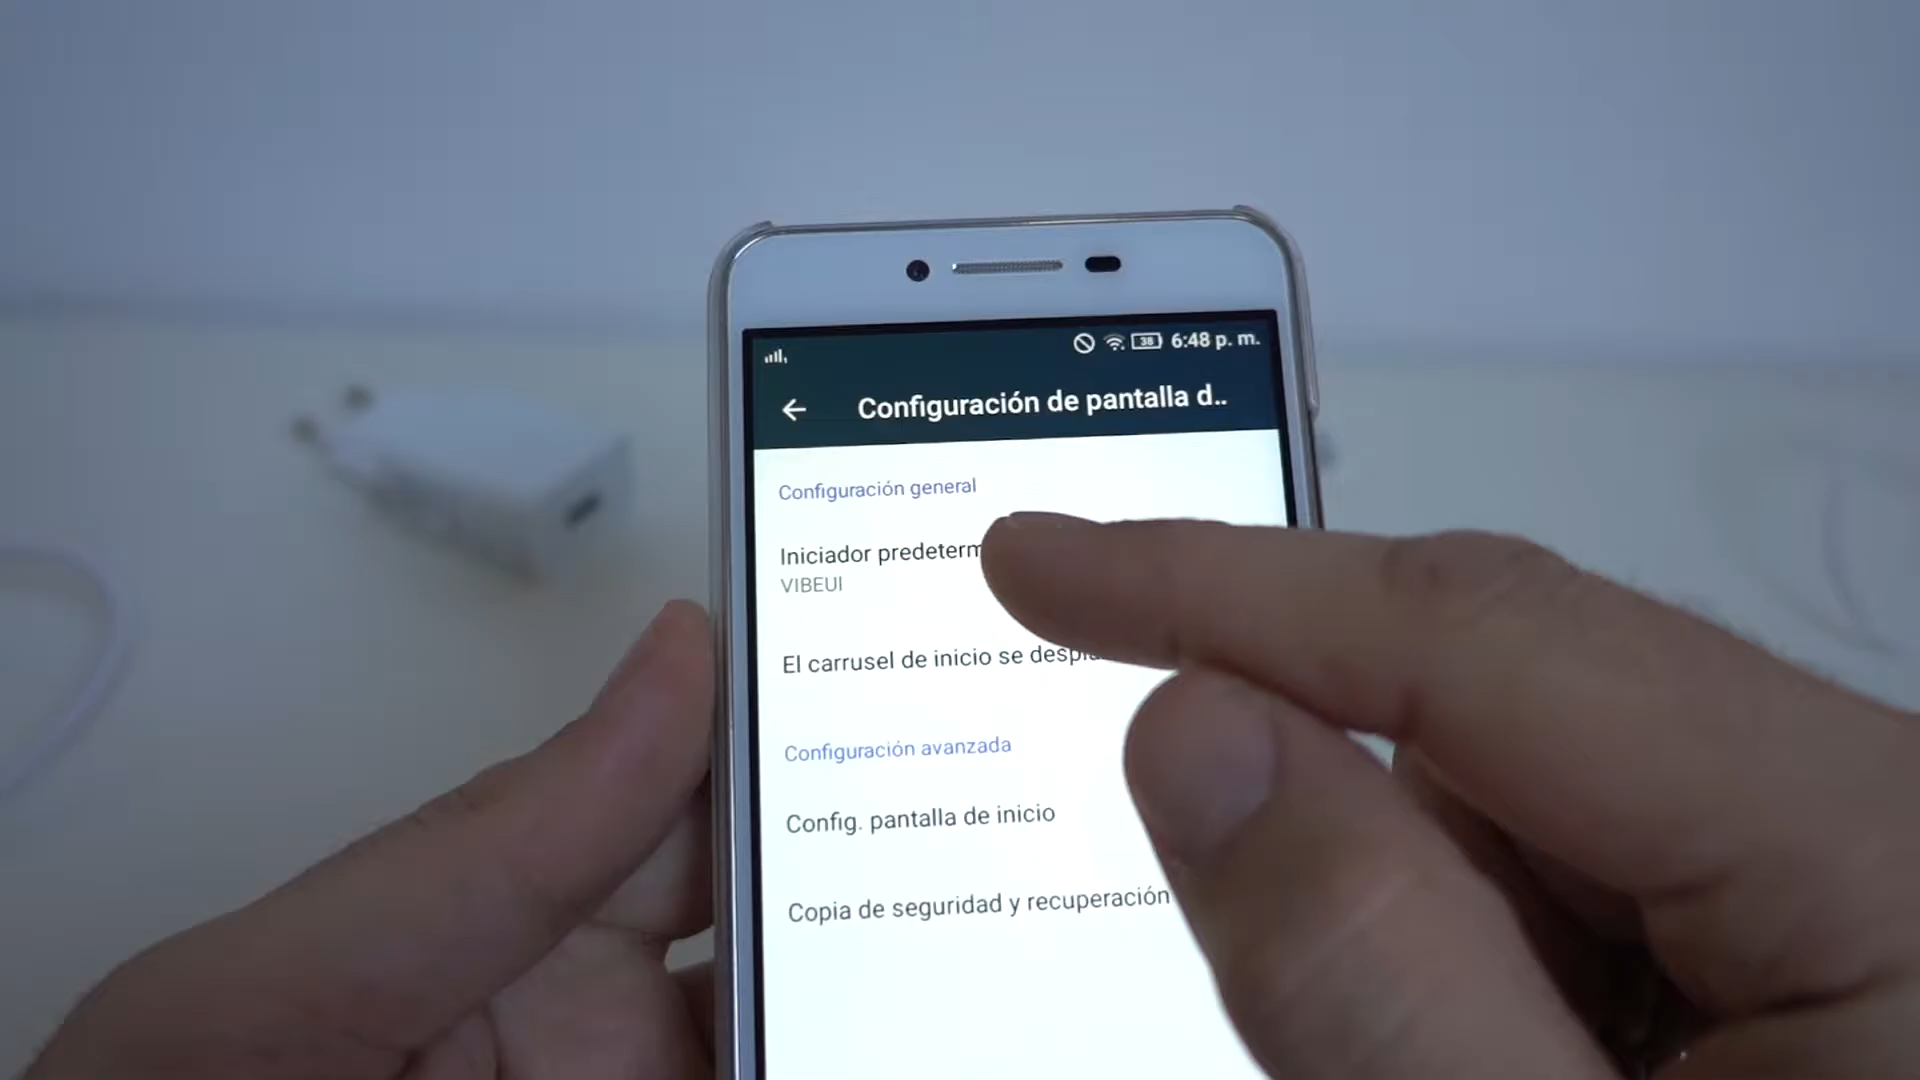 38 6:48 p. m.
Configuración de pantalla d..
Configuración general
Iniciador predeterm
VIBEUI
El carrusel de inicio se
Configuración avanzada
Config. pantalla de inicio
Copia de seguridad y recuperación